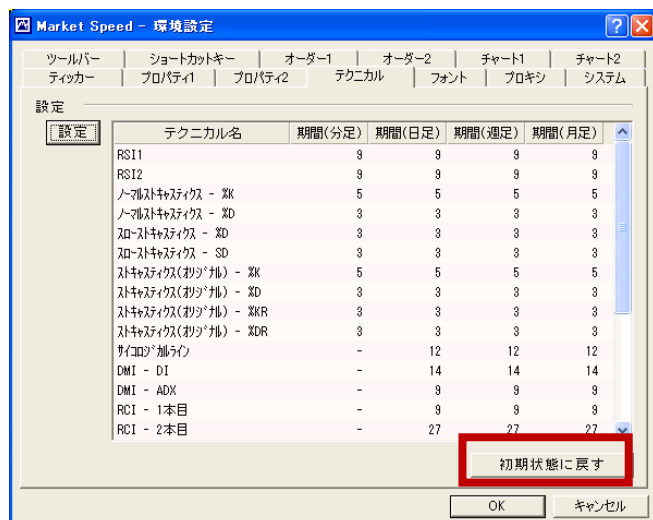 Market Speed - 環境設定
ツールバー ショートカットキー オーダー1 オーダー2 チャート1 チャート2
ティッカー プロパティ1 プロパティ2 テクニカル フォント プロキシ システム
設定
設定
テクニカル名 期間(分足) 期間(日足) 期間(週足) 期間(月足)
RSI1 9 9 9 9
RSI2 9 9 9 9
ノーマルストキャスティクス - %K 5 5 5 5
ノーマルストキャスティクス - %D 3 3 3 3
スローストキャスティクス - %D 3 3 3 3
スローストキャスティクス - SD 3 3 3 3
ストキャスティクス(オリジナル) - %K 5 5 5 5
ストキャスティクス(オリジナル) - %D 3 3 3 3
ストキャスティクス(オリジナル) - %KR 3 3 3 3
ストキャスティクス(オリジナル) - %DR 3 3 3 3
サイコロジカルライン - 12 12 12
DMI - DI - 14 14 14
DMI - ADX - 9 9 9
RCI - 1本目 - 9 9 9
RCI - 2本目 - 27 27 27
初期状態に戻す
OK キャンセル